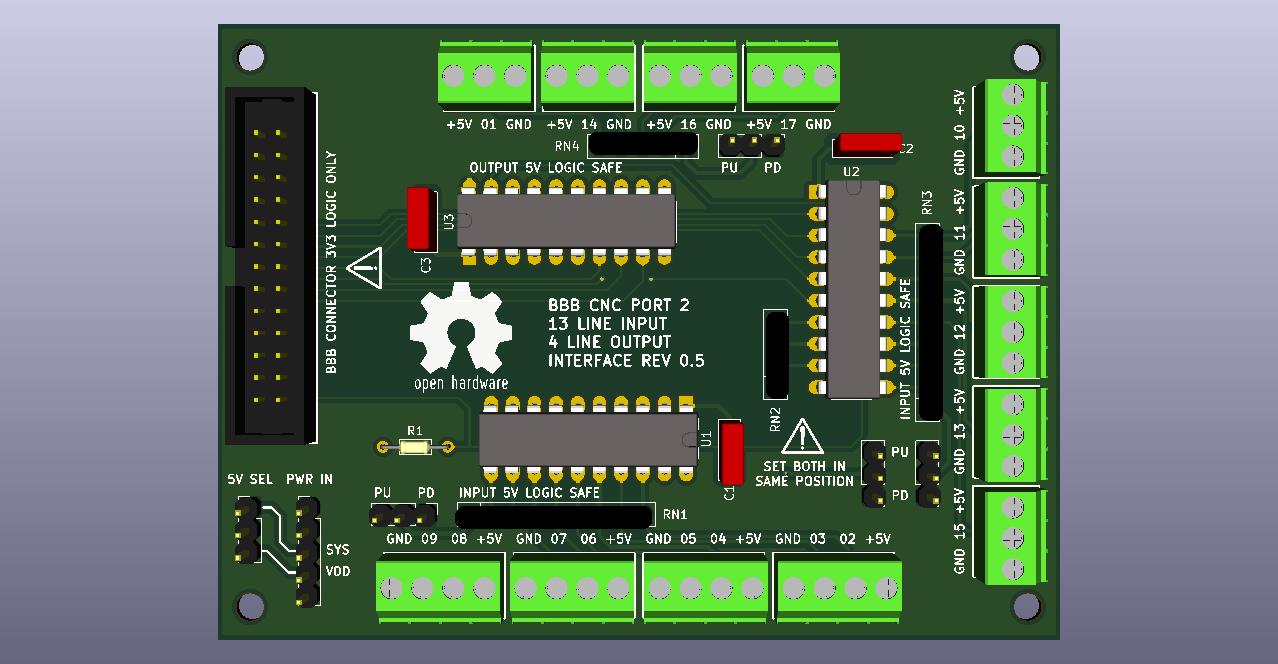 +5V 01 GND +5V 14 GND +5V 16 GND +5V 17 GND
RN4
PU PD
C2
OUTPUT 5V LOGIC SAFE
U2
U3
C3
RN3
BBB CONNECTOR 3V3 LOGIC ONLY
GND 10 +5V
GND 11 +5V
GND 12 +5V
GND 13 +5V
GND 15 +5V
BBB CNC PORT 2
13 LINE INPUT
4 LINE OUTPUT
INTERFACE REV 0.5
open hardware
INPUT 5V LOGIC SAFE
RN2
R1
U1
C1
SET BOTH IN
SAME POSITION
PU
PD
5V SEL PWR IN
SYS
VDD
PU PD
INPUT 5V LOGIC SAFE
RN1
GND 09 08 +5V GND 07 06 +5V GND 05 04 +5V GND 03 02 +5V